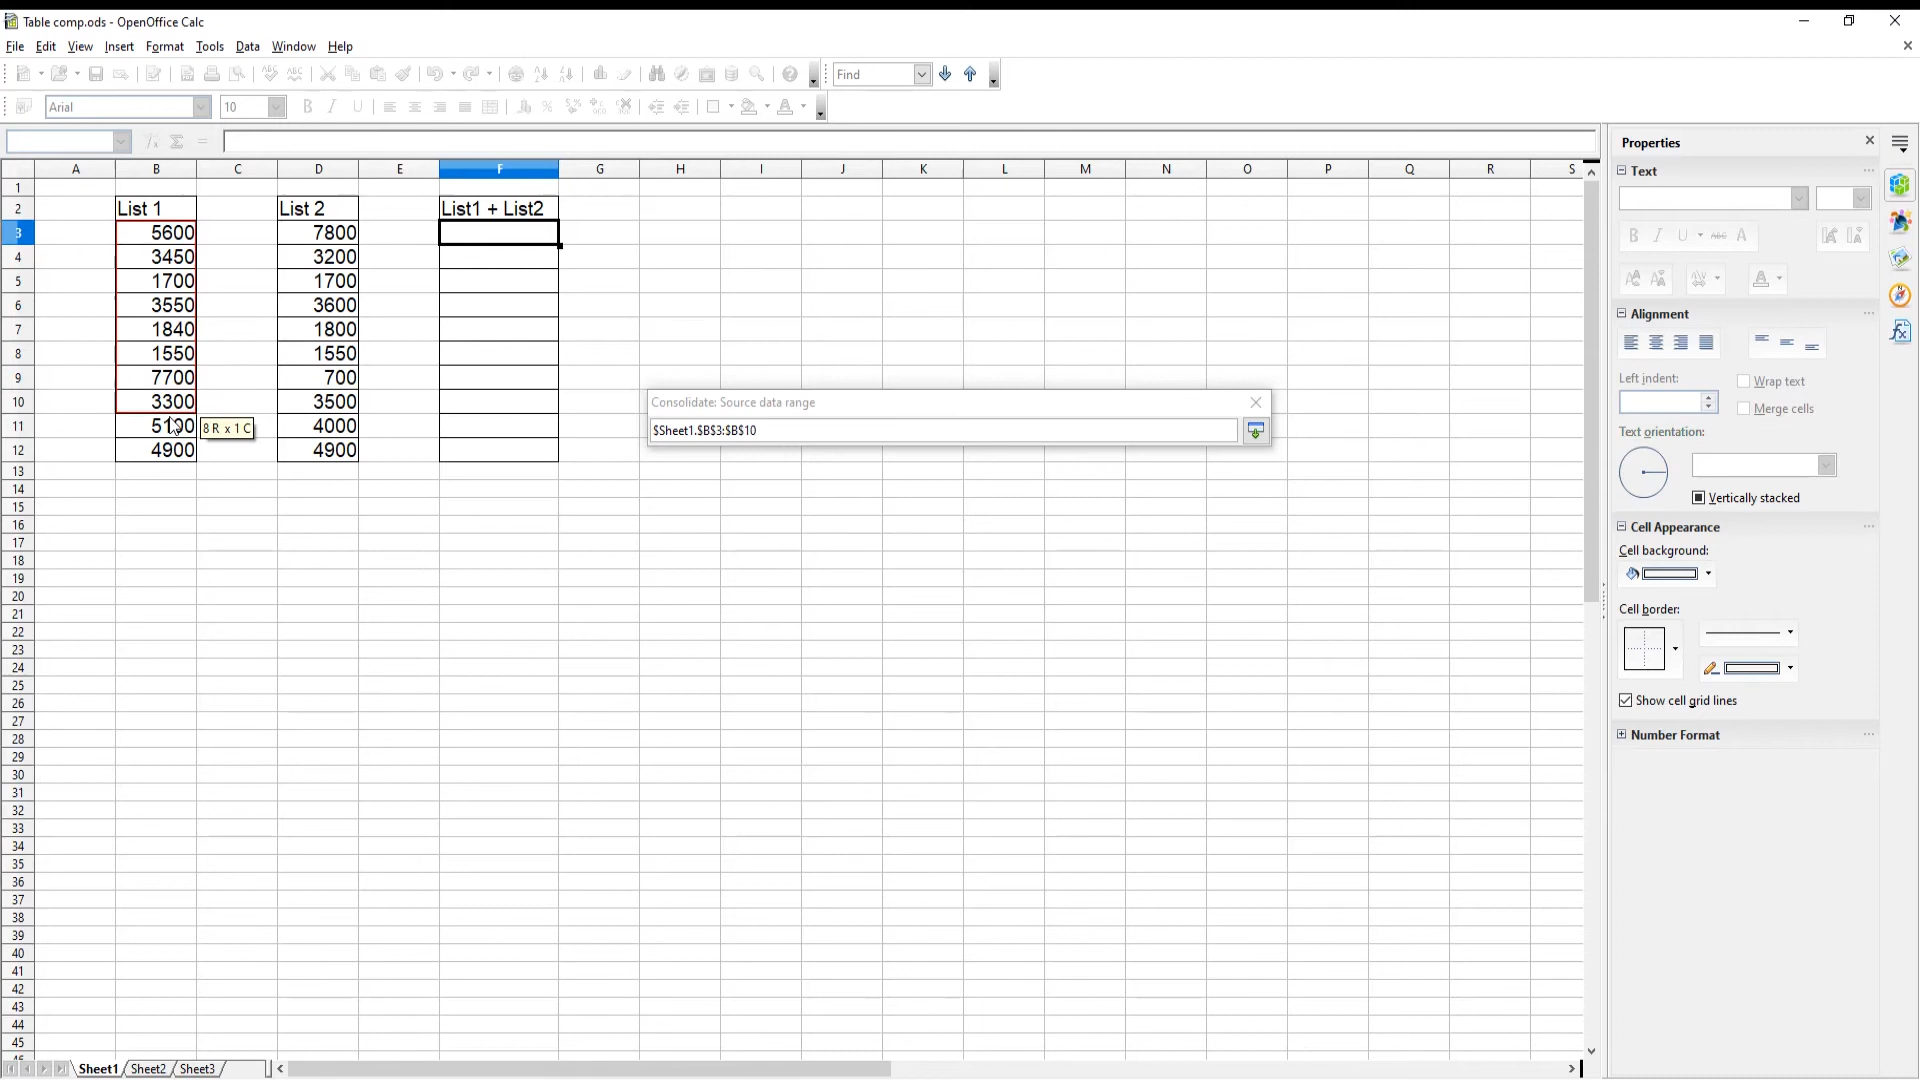 Table comp.ods - OpenOffice Calc
File Edit View Insert Format Tools Data Window Help
Find
Arial 10
A B C D E F G H I J K L M N O P Q R S
1
2 List 1 List 2 List1 + List2
3 5600 7800
4 3450 3200
5 1700 1700
6 3550 3600
7 1840 1800
8 1550 1550
9 7700 700
10 3300 3500
11 5100 4000
12 4900 4900
8 R x 1 C
13
14
15
16
17
18
19
20
21
22
23
24
25
26
27
28
29
30
31
32
33
34
35
36
37
38
39
40
41
42
43
44
45
46
Consolidate: Source data range
$Sheet1.$B$3:$B$10
Properties
Text
Alignment
Left indent:
Wrap text
Merge cells
Text orientation:
Vertically stacked
Cell Appearance
Cell background:
Cell border:
Show cell grid lines
Number Format
Sheet1 Sheet2 Sheet3